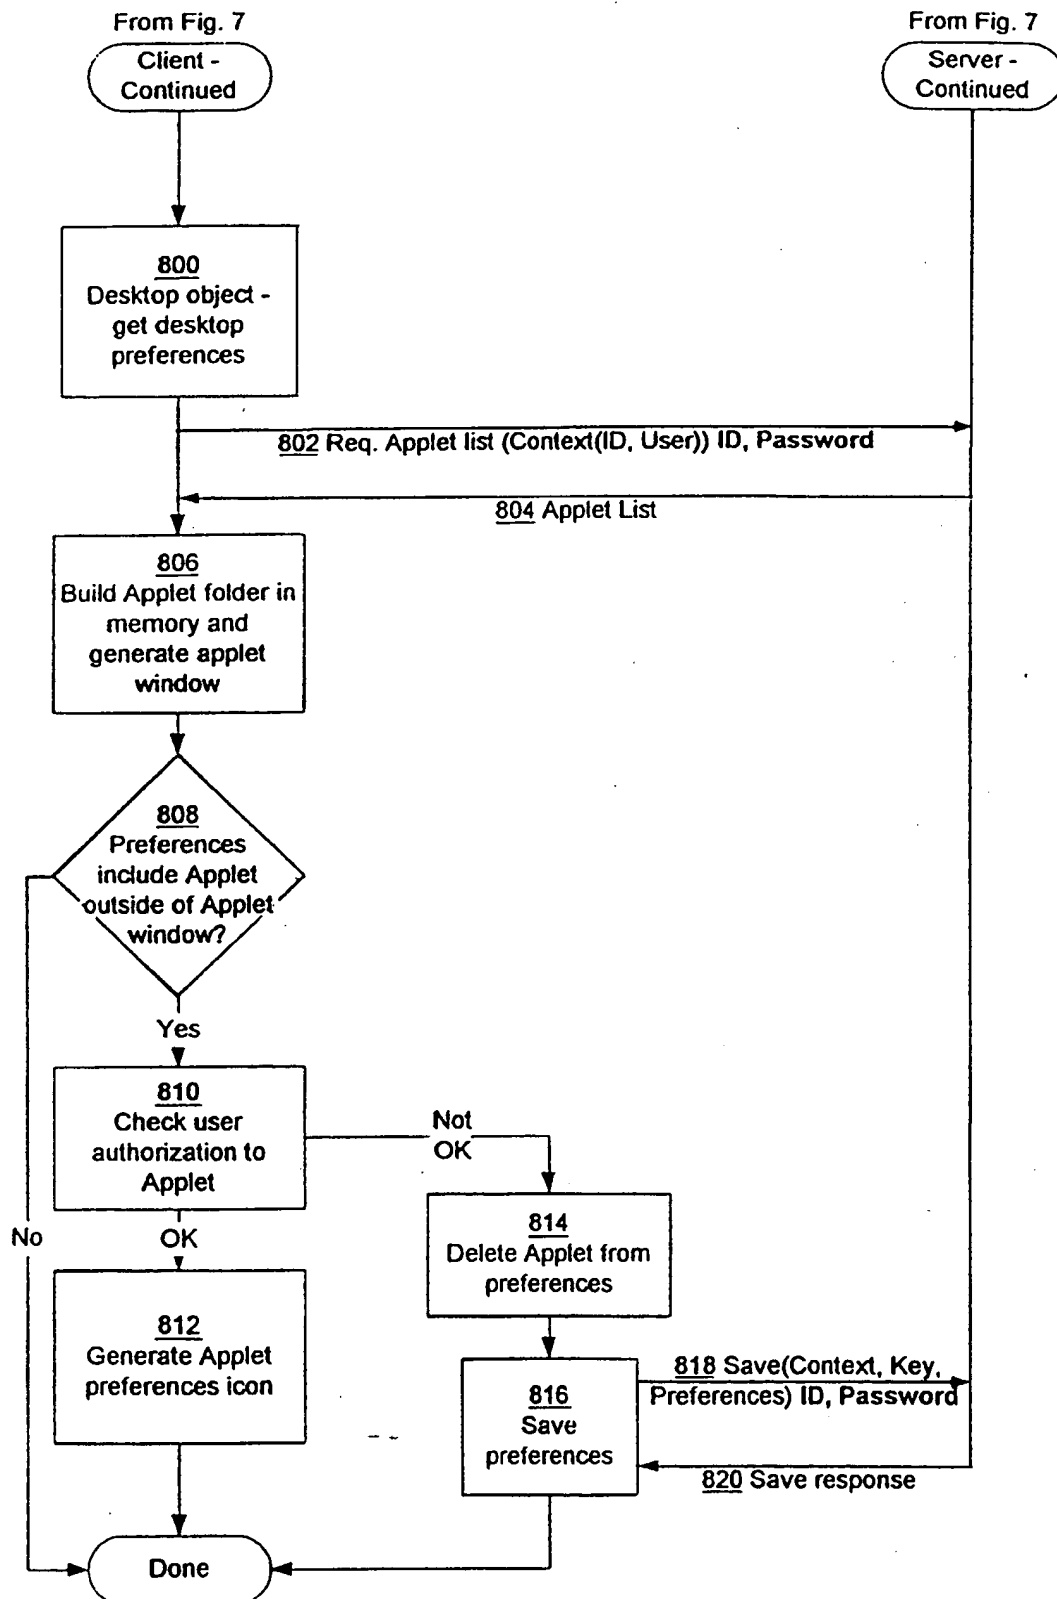 From Fig. 7
Client -
Continued
From Fig. 7
Server -
Continued
800
Desktop object -
get desktop
preferences
802 Req. Applet list (Context(ID, User)) ID, Password
804 Applet List
806
Build Applet folder in
memory and
generate applet
window
808
Preferences
include Applet
outside of Applet
window?
Yes
810
Check user
authorization to
Applet
Not
OK
No
OK
814
Delete Applet from
preferences
812
Generate Applet
preferences icon
816
Save
preferences
818 Save(Context, Key,
Preferences) ID, Password
820 Save response
Done